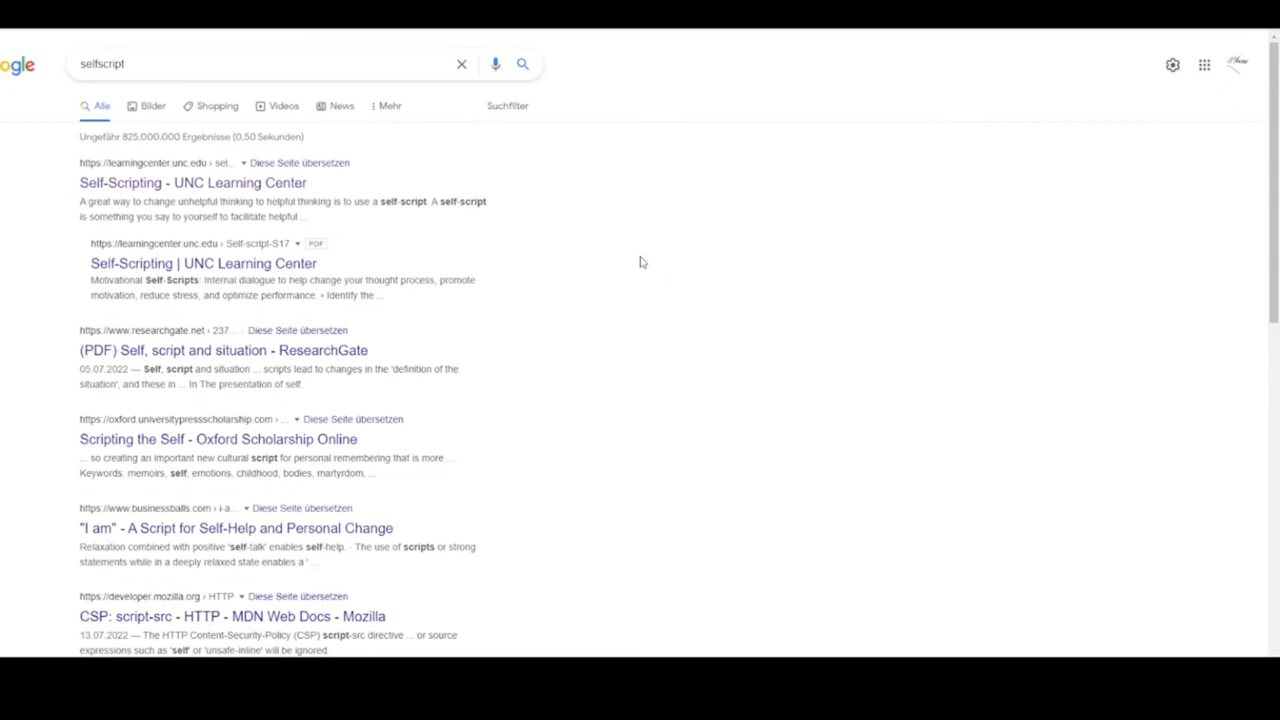 ogle
selfscript
Alle Bilder Shopping Videos News Mehr Suchfilter
Ungefähr 825.000.000 Ergebnisse (0,50 Sekunden)
https://learningcenter.unc.edu › sel... Diese Seite übersetzen
Self-Scripting - UNC Learning Center
A great way to change unhelpful thinking to helpful thinking is to use a self-script. A self-script
is something you say to yourself to facilitate helpful ...
https://learningcenter.unc.edu › Self-script-S17 PDF
Self-Scripting | UNC Learning Center
Motivational Self-Scripts: Internal dialogue to help change your thought process, promote
motivation, reduce stress, and optimize performance. • Identify the ...
https://www.researchgate.net › 237... · Diese Seite übersetzen
(PDF) Self, script and situation - ResearchGate
05.07.2022 — Self, script and situation ... scripts lead to changes in the 'definition of the
situation', and these in ... In The presentation of self.
https://oxford.universitypressscholarship.com › ... Diese Seite übersetzen
Scripting the Self - Oxford Scholarship Online
... so creating an important new cultural script for personal remembering that is more ...
Keywords: memoirs, self, emotions, childhood, bodies, martyrdom, ...
https://www.businessballs.com › i-a... Diese Seite übersetzen
"I am" - A Script for Self-Help and Personal Change
Relaxation combined with positive 'self-talk' enables self-help. · The use of scripts or strong
statements while in a deeply relaxed state enables a ' ...
https://developer.mozilla.org › HTTP Diese Seite übersetzen
CSP: script-src - HTTP - MDN Web Docs - Mozilla
13.07.2022 — The HTTP Content-Security-Policy (CSP) script-src directive ... or source
expressions such as 'self' or 'unsafe-inline' will be ignored.